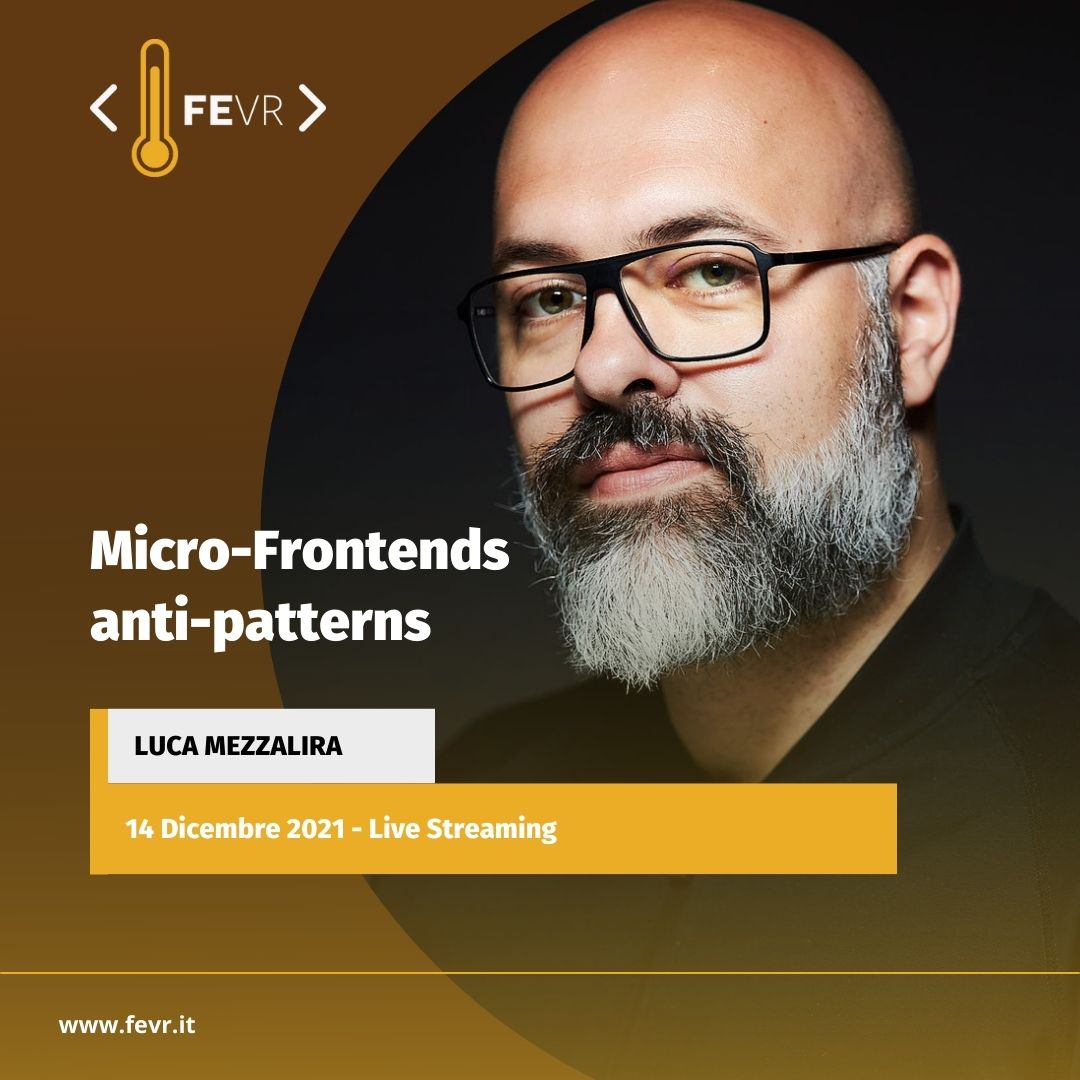 < FEVR >
Micro-Frontends
anti-patterns
LUCA MEZZALIRA
14 Dicembre 2021 - Live Streaming
www.fevr.it